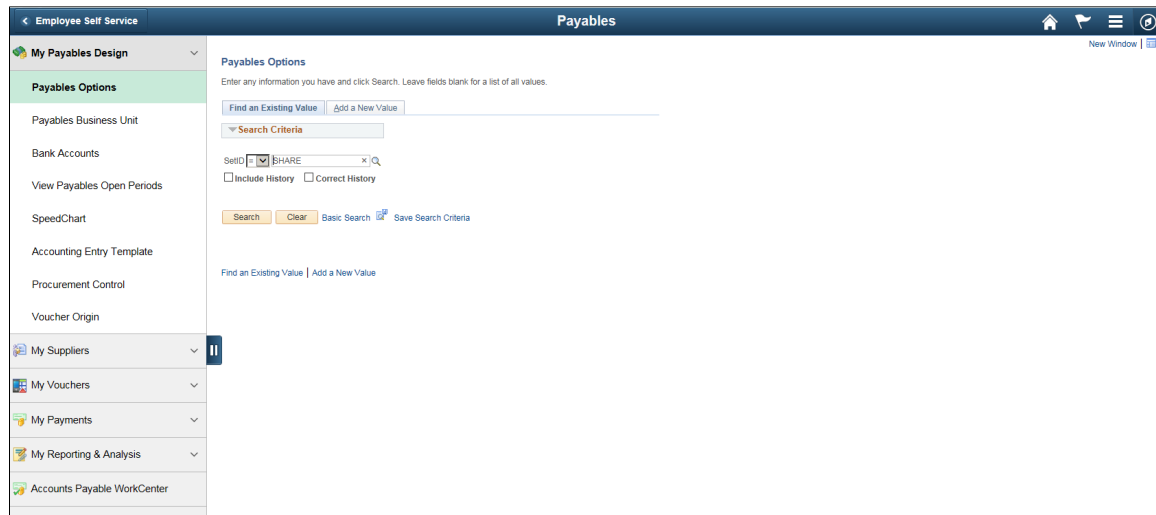 Employee Self Service
Payables
New Window
My Payables Design
Payables Options
Payables Business Unit
Bank Accounts
View Payables Open Periods
SpeedChart
Accounting Entry Template
Procurement Control
Voucher Origin
My Suppliers
My Vouchers
My Payments
My Reporting & Analysis
Accounts Payable WorkCenter
Payables Options
Enter any information you have and click Search. Leave fields blank for a list of all values.
Find an Existing Value Add a New Value
Search Criteria
SetID = SHARE ×
Include History Correct History
Search Clear Basic Search Save Search Criteria
Find an Existing Value | Add a New Value